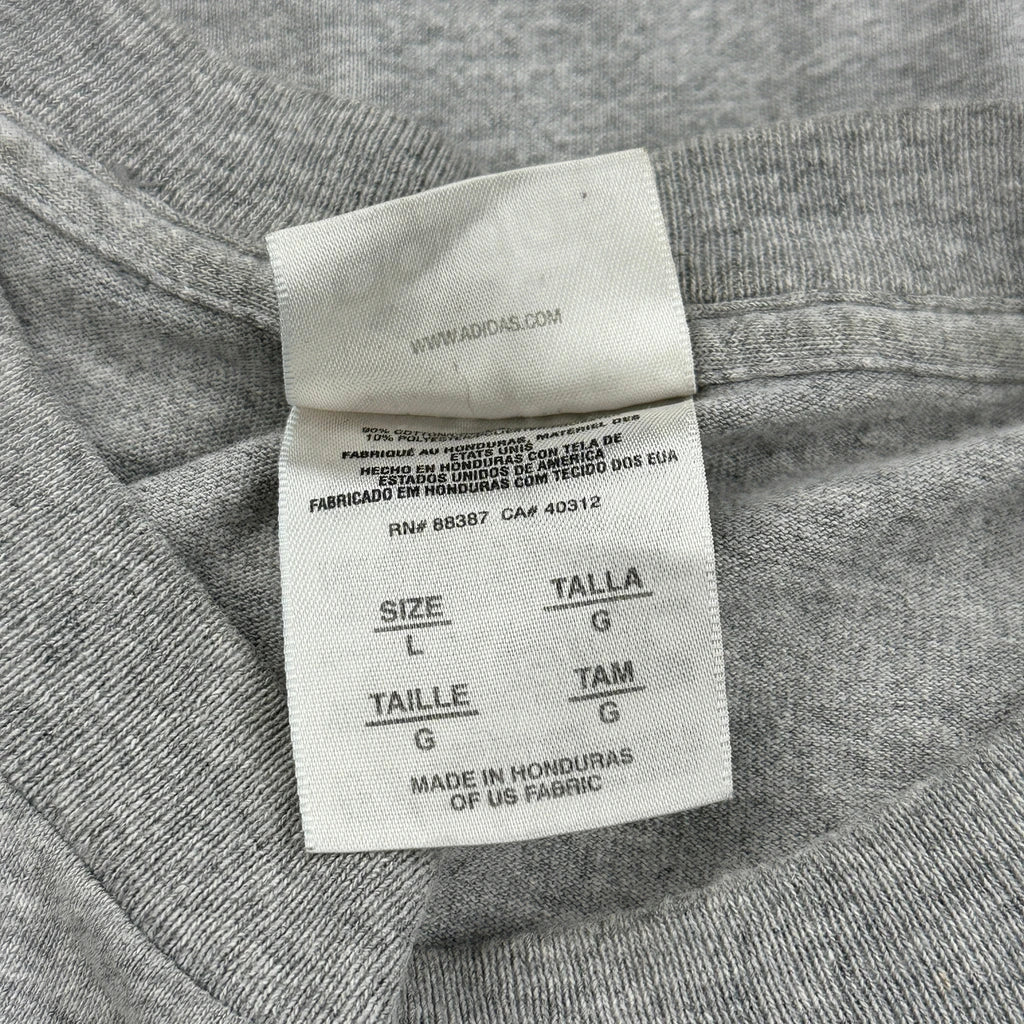 WWW.ADIDAS.COM
90% COTTON
10% POLYESTER
FABRIQUÉ AU HONDURAS, MATERIEL DES
ETATS UNIS
HECHO EN HONDURAS CON TELA DE
ESTADOS UNIDOS DE AMERICA
FABRICADO EM HONDURAS COM TECIDO DOS EUA
RN# 88387 CA# 40312
SIZE
L
TALLA
G
TAILLE
G
TAM
G
MADE IN HONDURAS
OF US FABRIC